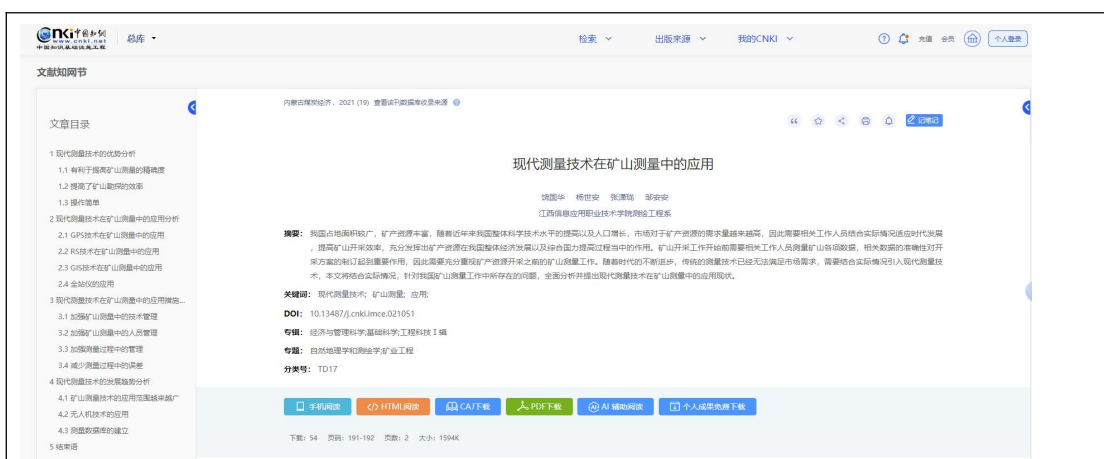 cnki 中国知网
www.cnki.net
中国知识基础设施工程
总库
检索
出版来源
我的CNKI
充值
会员
个人登录
文献知网节
文章目录
1 现代测量技术的优势分析
1.1 有利于提高矿山测量的精确度
1.2 提高了矿山勘探的效率
1.3 操作简单
2 现代测量技术在矿山测量中的应用分析
2.1 GPS技术在矿山测量中的应用
2.2 RS技术在矿山测量中的应用
2.3 GIS技术在矿山测量中的应用
2.4 全站仪的应用
3 现代测量技术在矿山测量中的应用措施...
3.1 加强矿山测量中的技术管理
3.2 加强矿山测量中的人员管理
3.3 加强测量过程中的管理
3.4 减少测量过程中的误差
4 现代测量技术的发展趋势分析
4.1 矿山测量技术的应用范围越来越广
4.2 无人机技术的应用
4.3 测量数据库的建立
5 结束语
内蒙古煤炭经济 . 2021 (19) 查看该刊数据库收录来源
记笔记
现代测量技术在矿山测量中的应用
饶国华 杨世安 张潭瑞 邹安安
江西信息应用职业技术学院测绘工程系
摘要: 我国占地面积较广,矿产资源丰富,随着近年来我国整体科学技术水平的提高以及人口增长,市场对于矿产资源的需求量越来越高,因此需要相关工作人员结合实际情况适应时代发展
,提高矿山开采效率,充分发挥出矿产资源在我国整体经济发展以及综合国力提高过程当中的作用。矿山开采工作开始前需要相关工作人员测量矿山各项数据,相关数据的准确性对开
采方案的制订起到重要作用,因此需要充分重视矿产资源开采之前的矿山测量工作。随着时代的不断进步,传统的测量技术已经无法满足市场需求,需要结合实际情况引入现代测量技
术,本文将结合实际情况,针对我国矿山测量工作中所存在的问题,全面分析并提出现代测量技术在矿山测量中的应用现状。
关键词: 现代测量技术; 矿山测量; 应用;
DOI: 10.13487/j.cnki.imce.021051
专辑: 经济与管理科学;基础科学;工程科技 I 辑
专题: 自然地理学和测绘学;矿业工程
分类号: TD17
手机阅读
HTML阅读
CAJ下载
PDF下载
AI 辅助阅读
个人成果免费下载
下载: 54 页码: 191-192 页数: 2 大小: 1594K